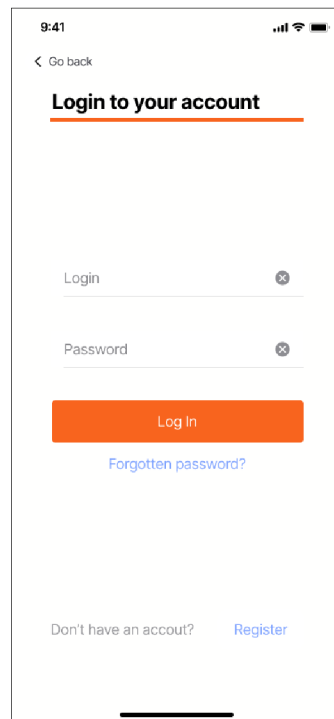 9:41
Go back
Login to your account
Login
Password
Log In
Forgotten password?
Don't have an accout? Register